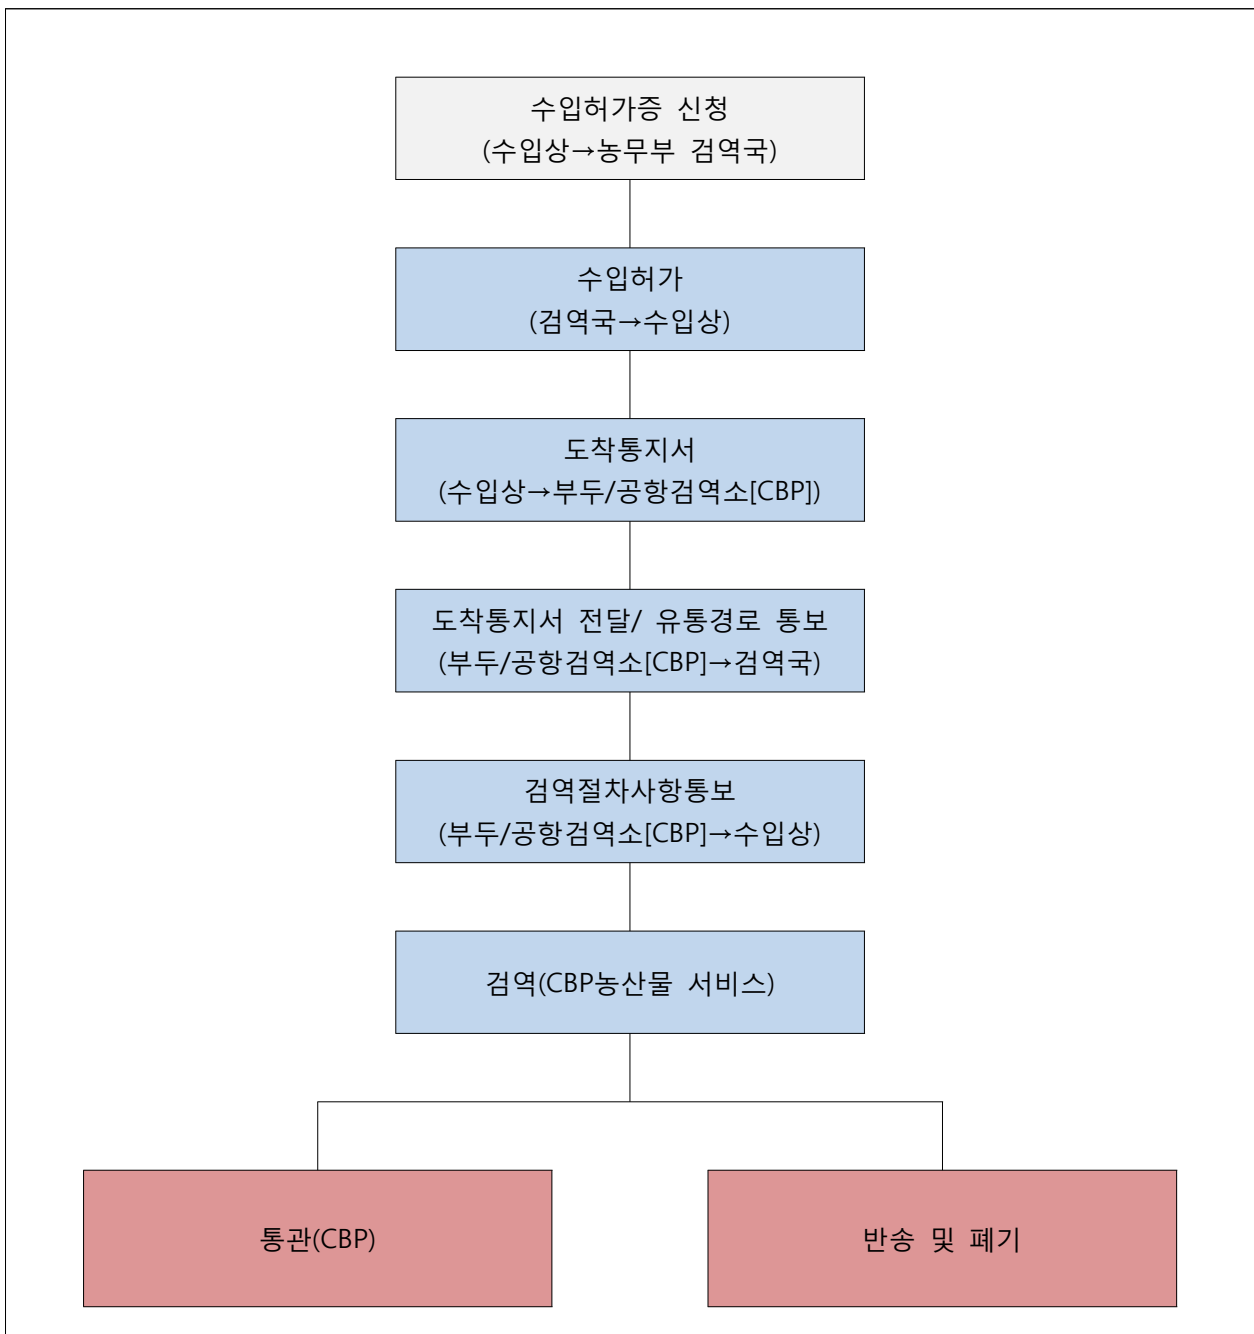 수입허가증 신청
(수입상→농무부 검역국)
수입허가
(검역국→수입상)
도착통지서
(수입상→부두/공항검역소[CBP])
도착통지서 전달/ 유통경로 통보
(부두/공항검역소[CBP]→검역국)
검역절차사항통보
(부두/공항검역소[CBP]→수입상)
검역(CBP농산물 서비스)
통관(CBP)
반송 및 폐기